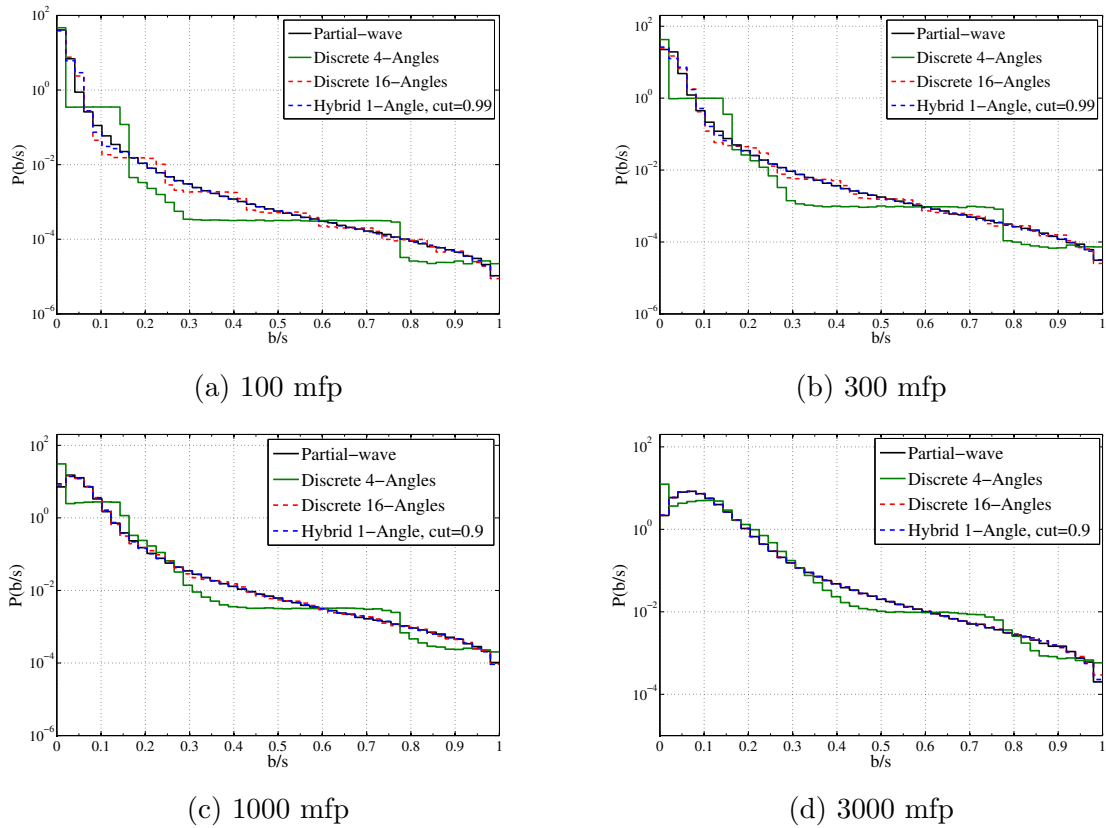 10^2
10^0
10^-2
10^-4
10^-6
P(b/s)
Partial-wave
Discrete 4-Angles
Discrete 16-Angles
Hybrid 1-Angle, cut=0.99
0 0.1 0.2 0.3 0.4 0.5 0.6 0.7 0.8 0.9 1
b/s
(a) 100 mfp
10^2
10^0
10^-2
10^-4
10^-6
P(b/s)
Partial-wave
Discrete 4-Angles
Discrete 16-Angles
Hybrid 1-Angle, cut=0.99
0 0.1 0.2 0.3 0.4 0.5 0.6 0.7 0.8 0.9 1
b/s
(b) 300 mfp
10^2
10^0
10^-2
10^-4
10^-6
P(b/s)
Partial-wave
Discrete 4-Angles
Discrete 16-Angles
Hybrid 1-Angle, cut=0.9
0 0.1 0.2 0.3 0.4 0.5 0.6 0.7 0.8 0.9 1
b/s
(c) 1000 mfp
10^2
10^0
10^-2
10^-4
P(b/s)
Partial-wave
Discrete 4-Angles
Discrete 16-Angles
Hybrid 1-Angle, cut=0.9
0 0.1 0.2 0.3 0.4 0.5 0.6 0.7 0.8 0.9 1
b/s
(d) 3000 mfp